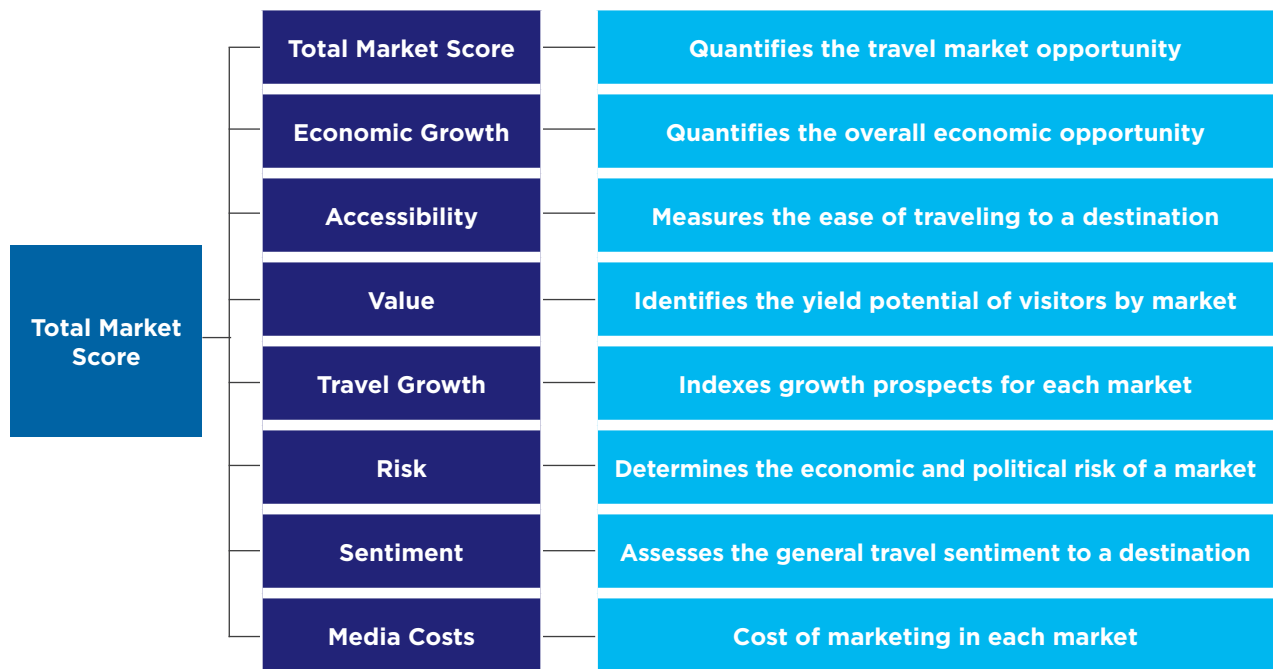 Total Market
Score
Total Market Score
Quantifies the travel market opportunity
Economic Growth
Quantifies the overall economic opportunity
Accessibility
Measures the ease of traveling to a destination
Value
Identifies the yield potential of visitors by market
Travel Growth
Indexes growth prospects for each market
Risk
Determines the economic and political risk of a market
Sentiment
Assesses the general travel sentiment to a destination
Media Costs
Cost of marketing in each market